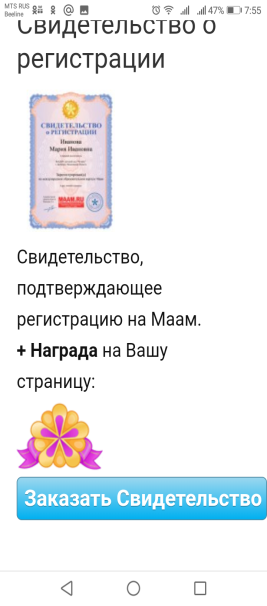 MTS RUS
Beeline
47%
7:55
Свидетельство о
регистрации
СВИДЕТЕЛЬСТВО
о РЕГИСТРАЦИИ
Иванова
Мария Ивановна
MAAM.RU
Свидетельство,
подтверждающее
регистрацию на Маам.
+ Награда на Вашу
страницу:
Заказать Свидетельство